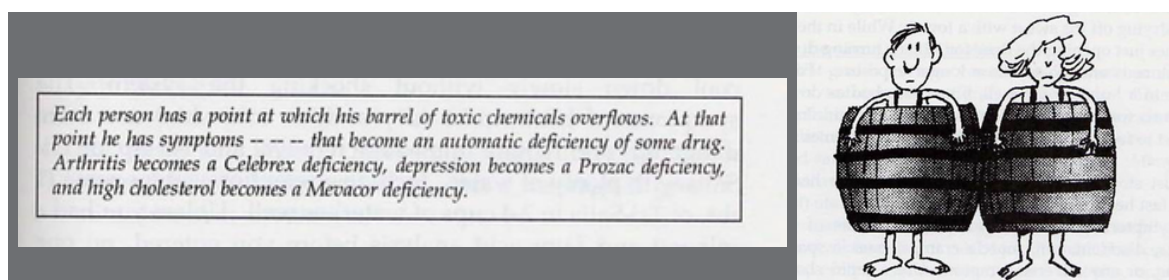 Each person has a point at which his barrel of toxic chemicals overflows. At that
point he has symptoms -- -- -- that become an automatic deficiency of some drug.
Arthritis becomes a Celebrex deficiency, depression becomes a Prozac deficiency,
and high cholesterol becomes a Mevacor deficiency.